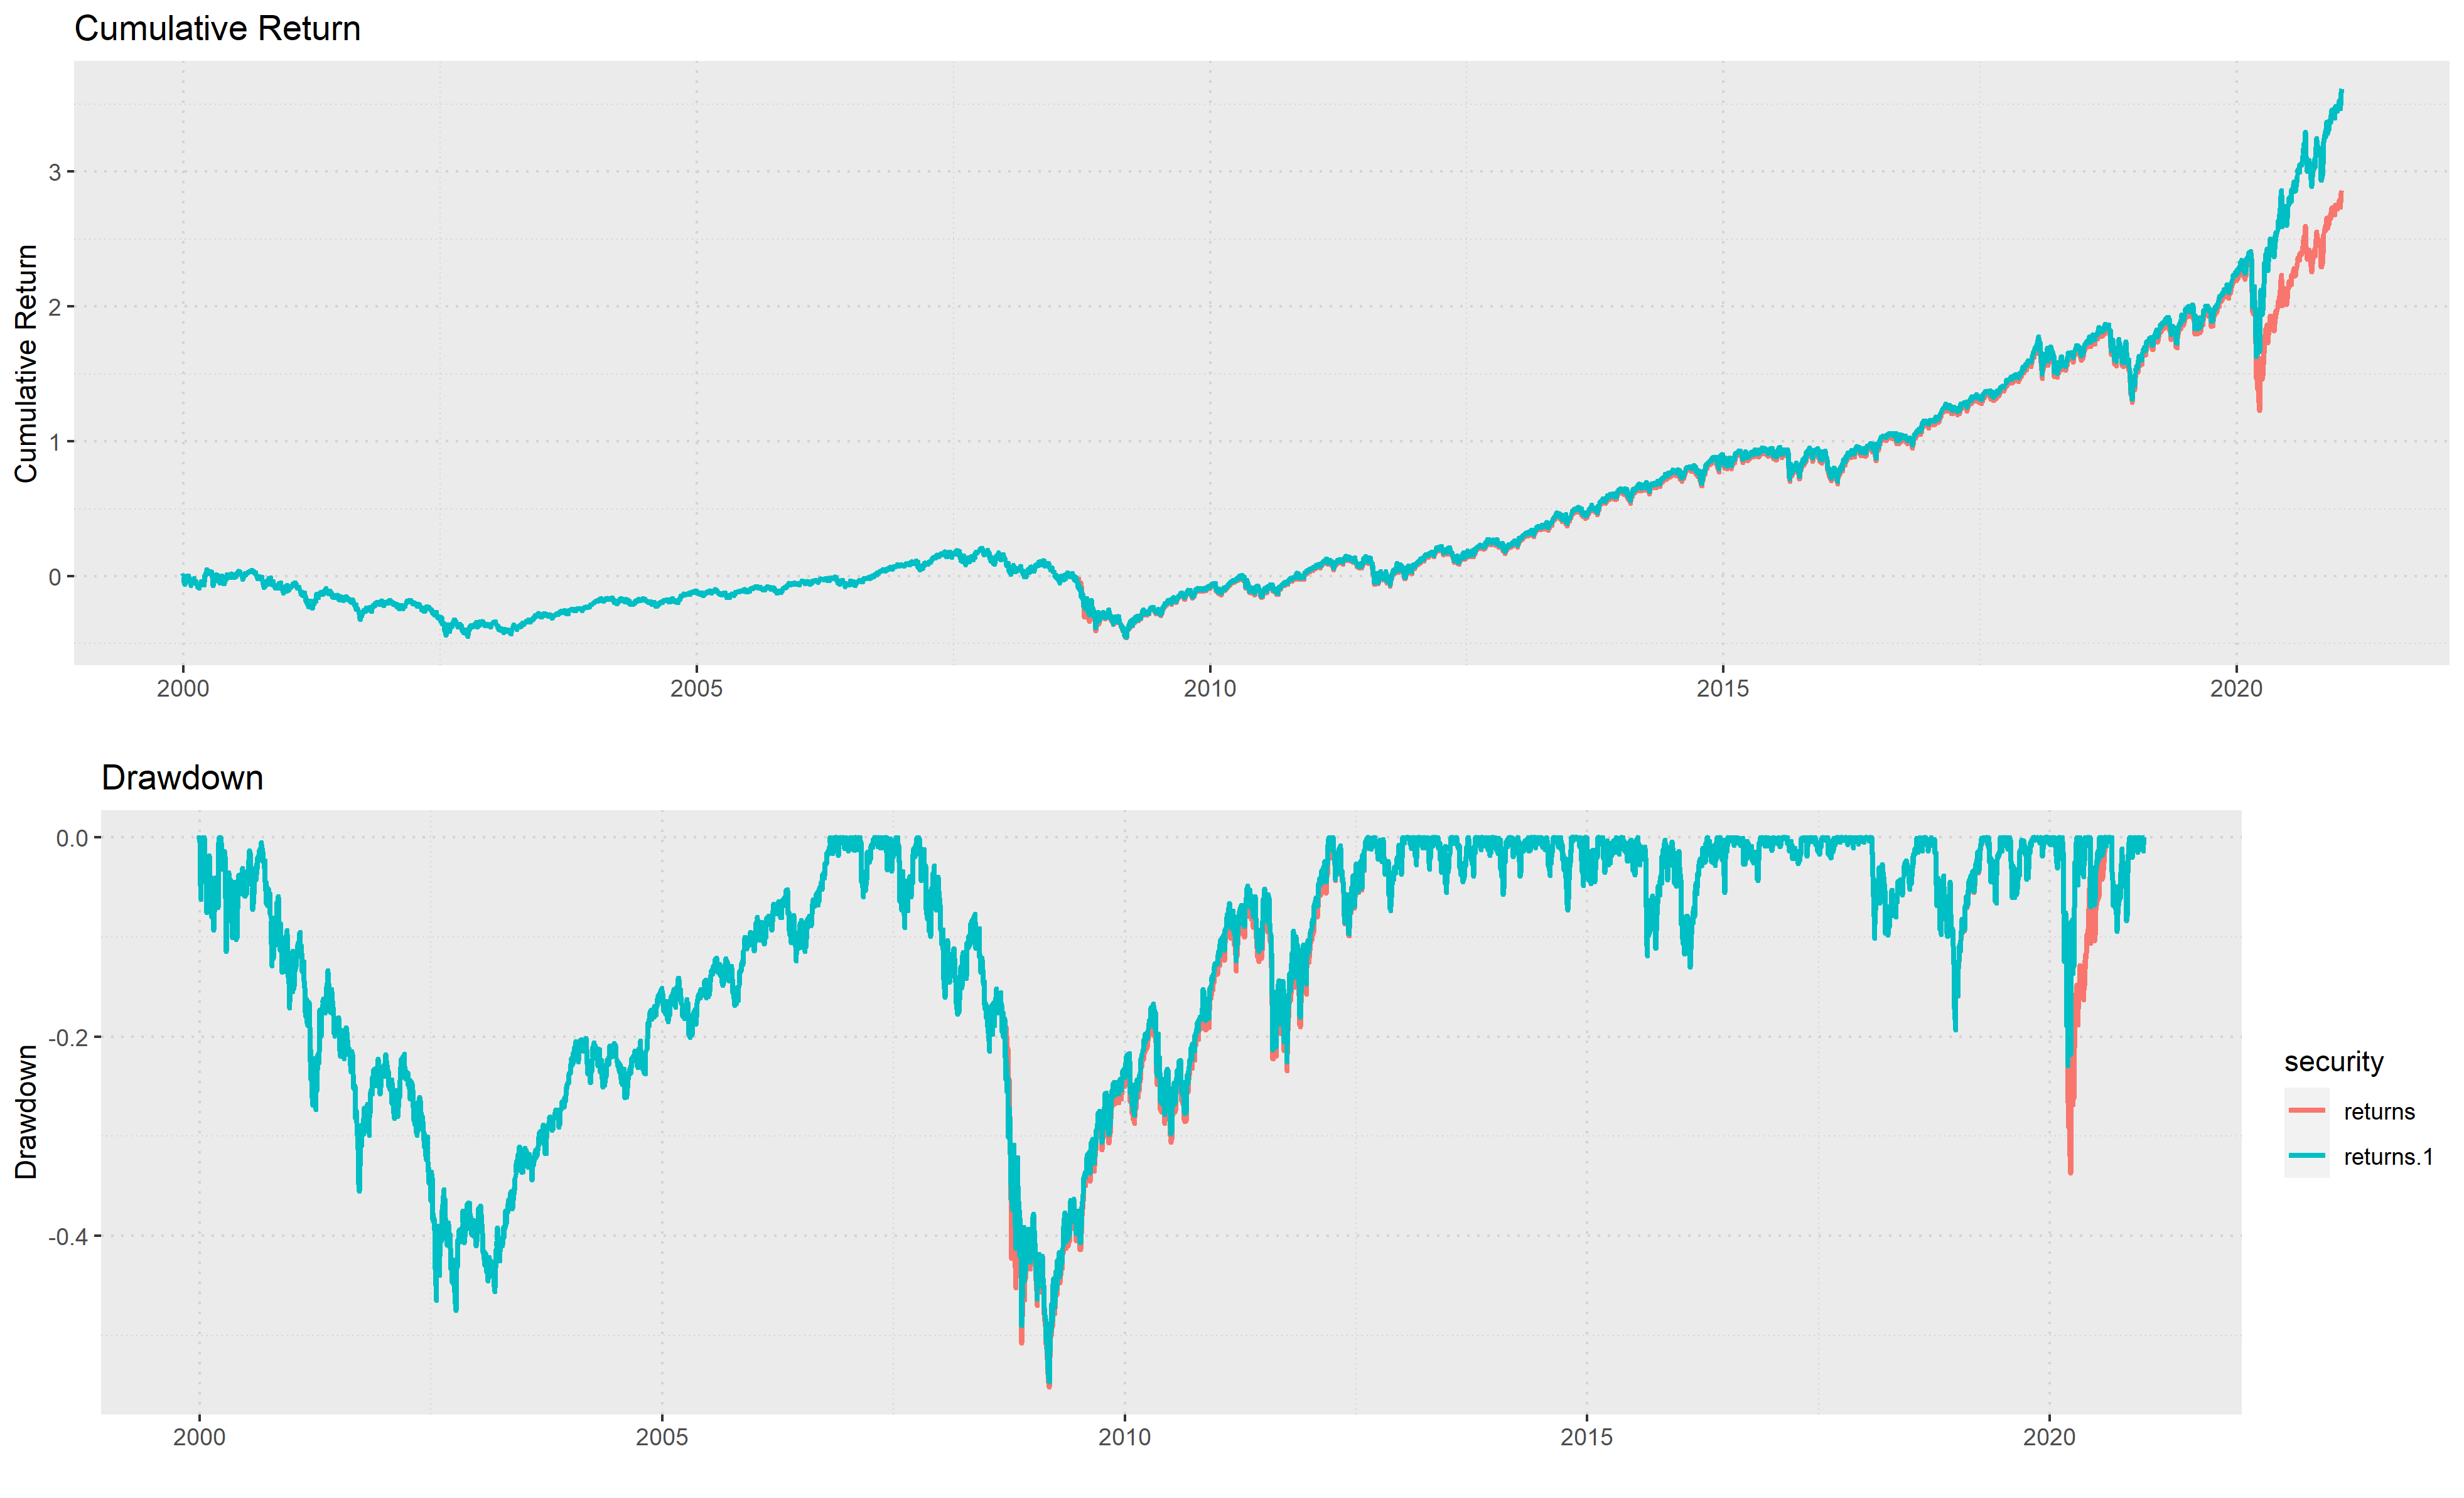 Cumulative Return
Cumulative Return
3
2
1
0
2000 2005 2010 2015 2020
Drawdown
Drawdown
0.0
-0.2
-0.4
2000 2005 2010 2015 2020
security
returns
returns.1